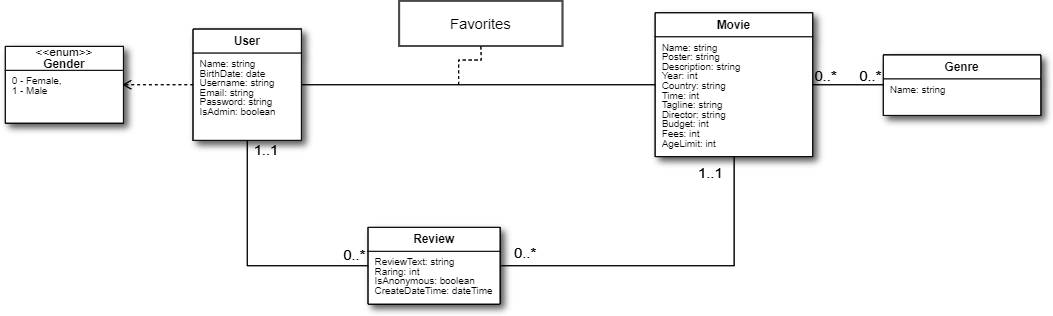 Favorites
<<enum>>
Gender
0 - Female,
1 - Male
User
Name: string
BirthDate: date
Username: string
Email: string
Password: string
IsAdmin: boolean
Movie
Name: string
Poster: string
Description: string
Year: int
Country: string
Time: int
Tagline: string
Director: string
Budget: int
Fees: int
AgeLimit: int
0..*
0..*
Genre
Name: string
1..1
1..1
0..*
0..*
Review
ReviewText: string
Raring: int
IsAnonymous: boolean
CreateDateTime: dateTime